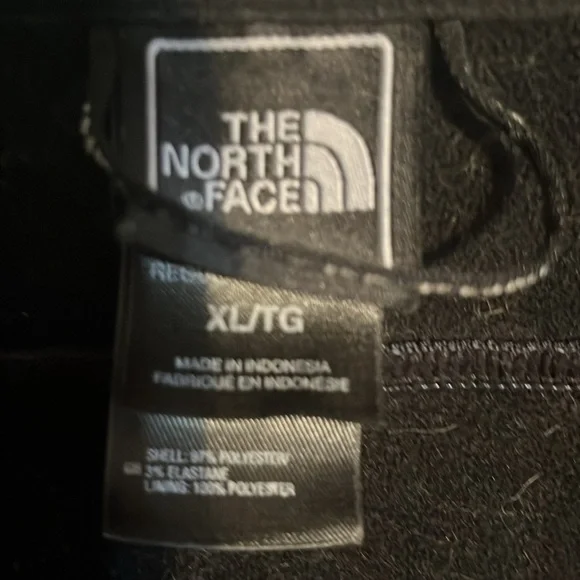 THE
NORTH
FACE
XL/TG
MADE IN INDONESIA
FABRIQUÉ EN INDONÉSIE
SHELL: 97% POLYESTER
3% ELASTANE
LINING: 100% POLYESTER